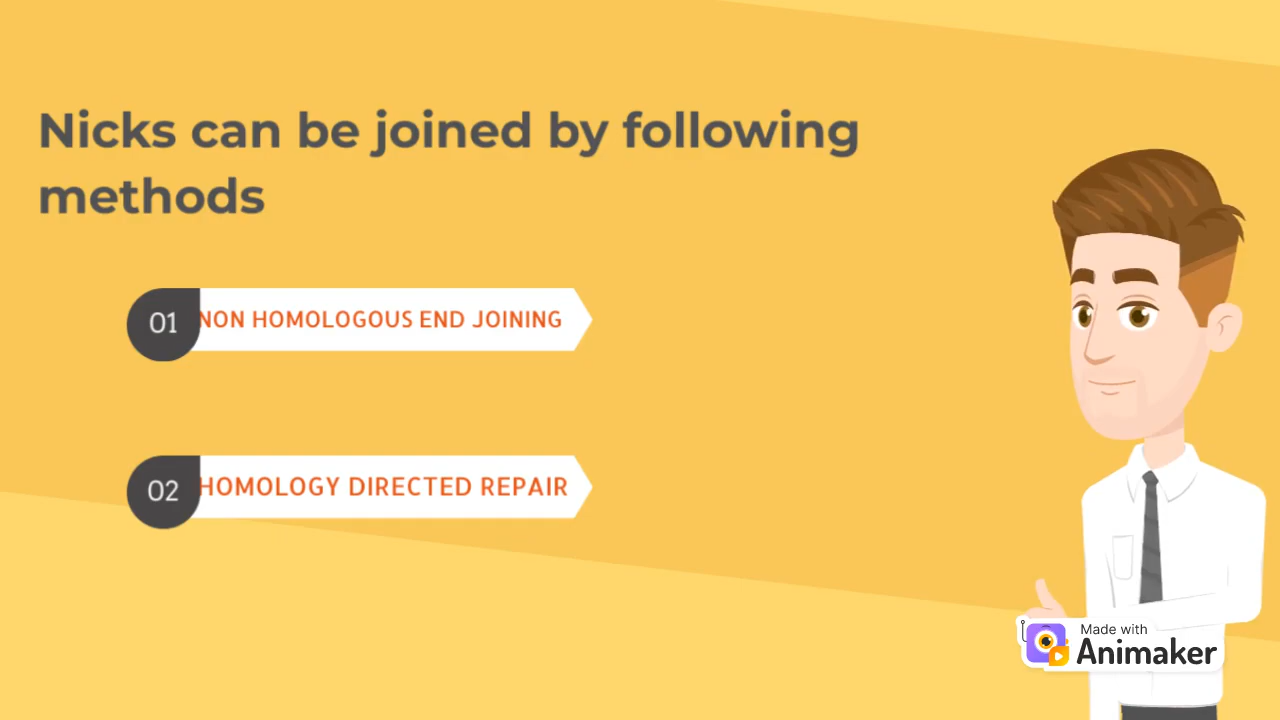 Nicks can be joined by following
methods
01
NON HOMOLOGOUS END JOINING
02
HOMOLOGY DIRECTED REPAIR
Made with
Animaker